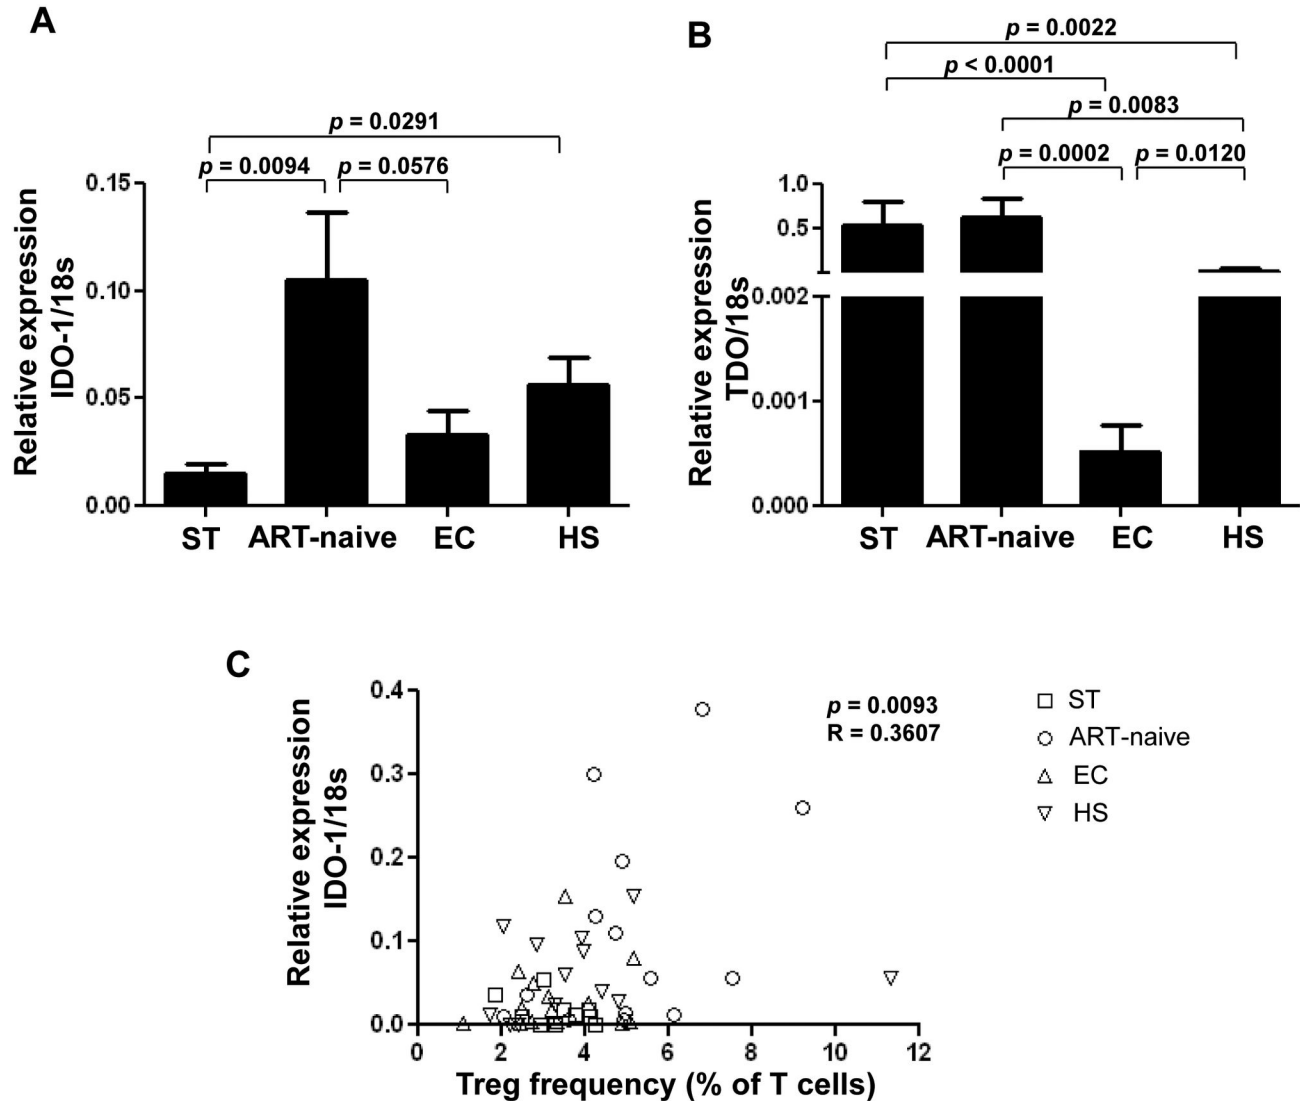 A
p = 0.0291
p = 0.0094
p = 0.0576
Relative expression
IDO-1/18s
0.15
0.10
0.05
0.00
ST
ART-naive
EC
HS
B
p = 0.0022
p < 0.0001
p = 0.0083
p = 0.0002
p = 0.0120
Relative expression
TDO/18s
1.0
0.5
0.002
0.001
0.000
ST
ART-naive
EC
HS
C
Relative expression
IDO-1/18s
0.4
0.3
0.2
0.1
0.0
0
2
4
6
8
10
12
Treg frequency (% of T cells)
p = 0.0093
R = 0.3607
ST
ART-naive
EC
HS